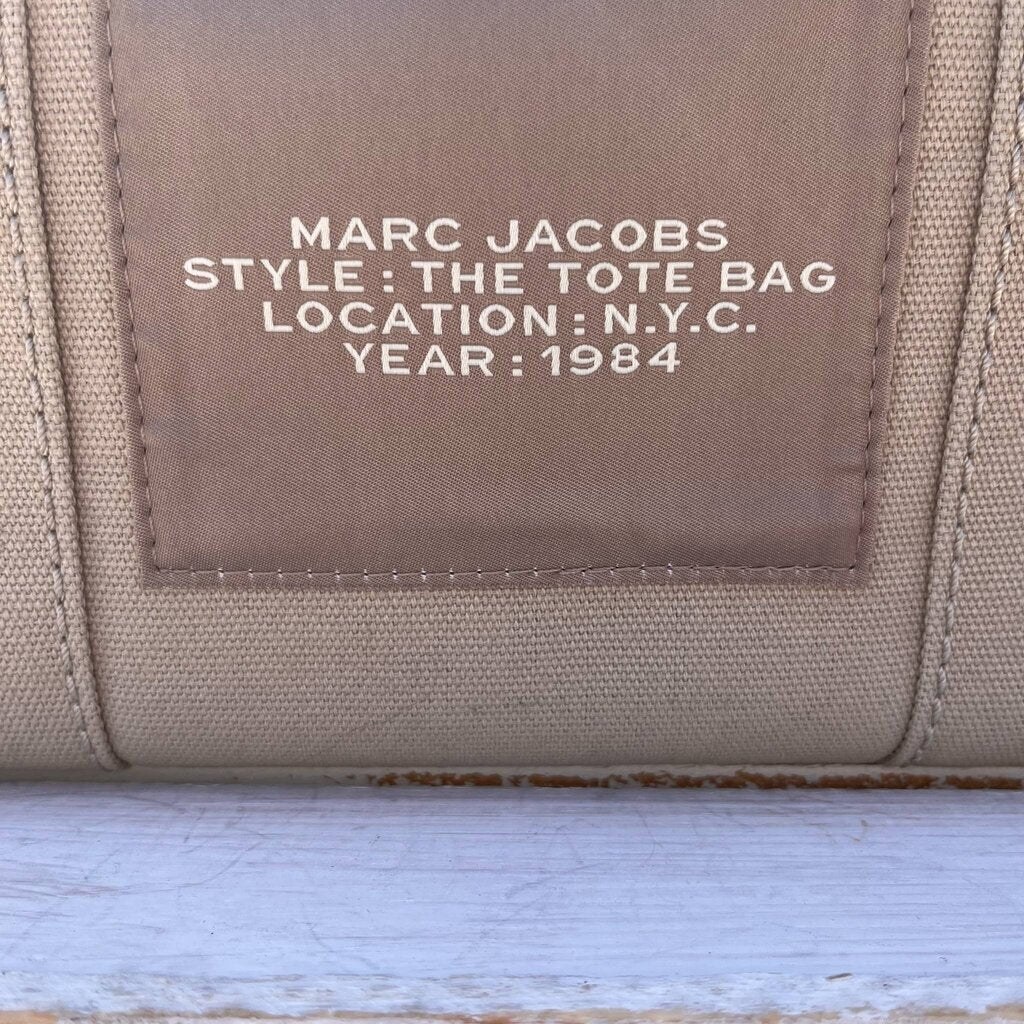 MARC JACOBS
STYLE : THE TOTE BAG
LOCATION : N.Y.C.
YEAR : 1984